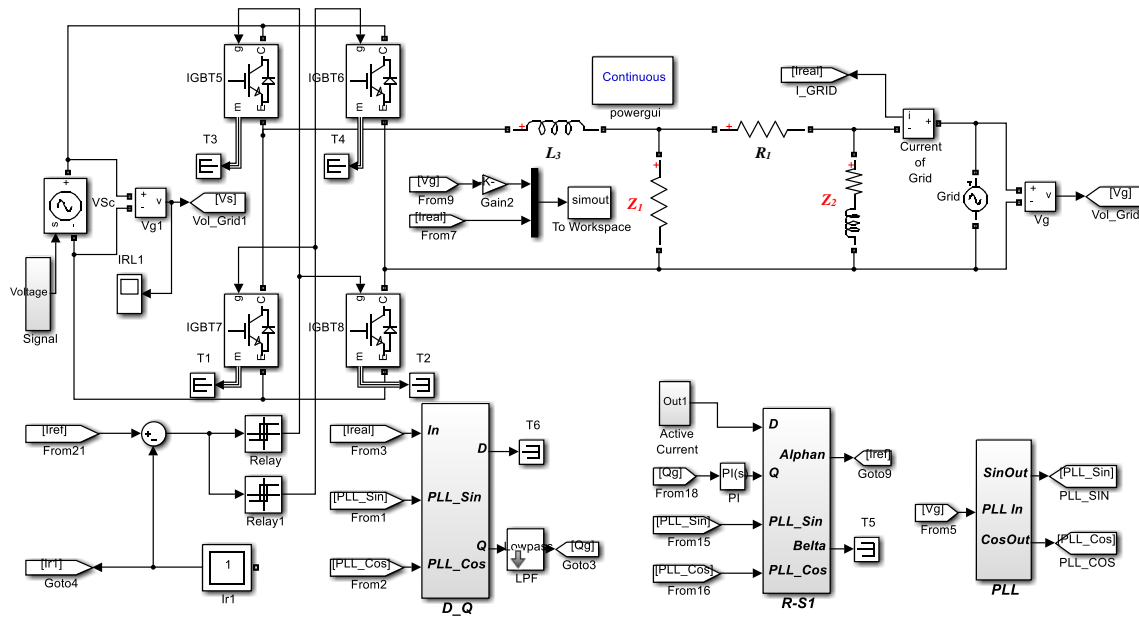 g
C
IGBT5
m
E
g
C
IGBT6
m
E
T3
T4
[Ireal]
I_GRID
Continuous
powergui
+
L3
+
R1
i
+
-
Current
of
Grid
+
VSc
s
-
+
-
Vg1
[Vs]
Vol_Grid1
[Vg]
From9
K-
Gain2
[Ireal]
From7
simout
To Workspace
+
Z1
+
Z2
Grid
+
-
Vg
[Vg]
Vol_Grid
Voltage
Signal
IRL1
g
C
IGBT7
m
E
g
C
IGBT8
m
E
T1
T2
[Iref]
From21
+
-
Relay
Relay1
[Ir1]
Goto4
1
Ir1
[Ireal]
From3
[PLL_Sin]
From1
[PLL_Cos]
From2
In
D
PLL_Sin
Q
PLL_Cos
D_Q
T6
Lowpass
LPF
[Qg]
Goto3
Out1
Active
Current
[Qg]
From18
PI(s)
PI
[PLL_Sin]
From15
[PLL_Cos]
From16
D
Alphan
Q
PLL_Sin
Belta
PLL_Cos
R-S1
[Iref]
Goto9
T5
[Vg]
From5
SinOut
PLL In
CosOut
PLL
[PLL_Sin]
PLL_SIN
[PLL_Cos]
PLL_COS